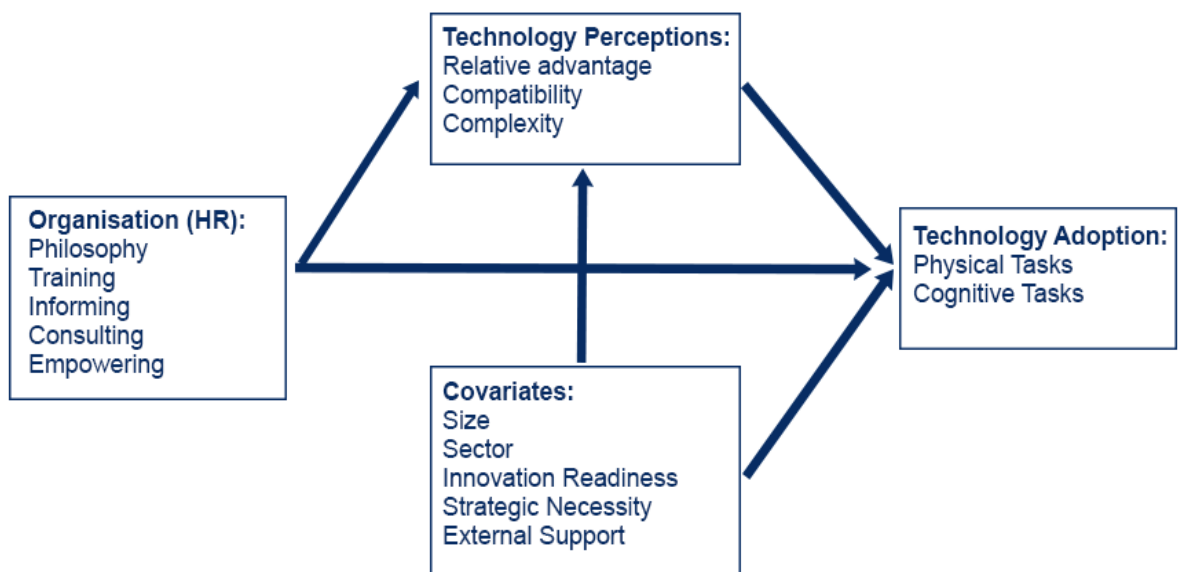 Technology Perceptions:
Relative advantage
Compatibility
Complexity
Organisation (HR):
Philosophy
Training
Informing
Consulting
Empowering
Technology Adoption:
Physical Tasks
Cognitive Tasks
Covariates:
Size
Sector
Innovation Readiness
Strategic Necessity
External Support